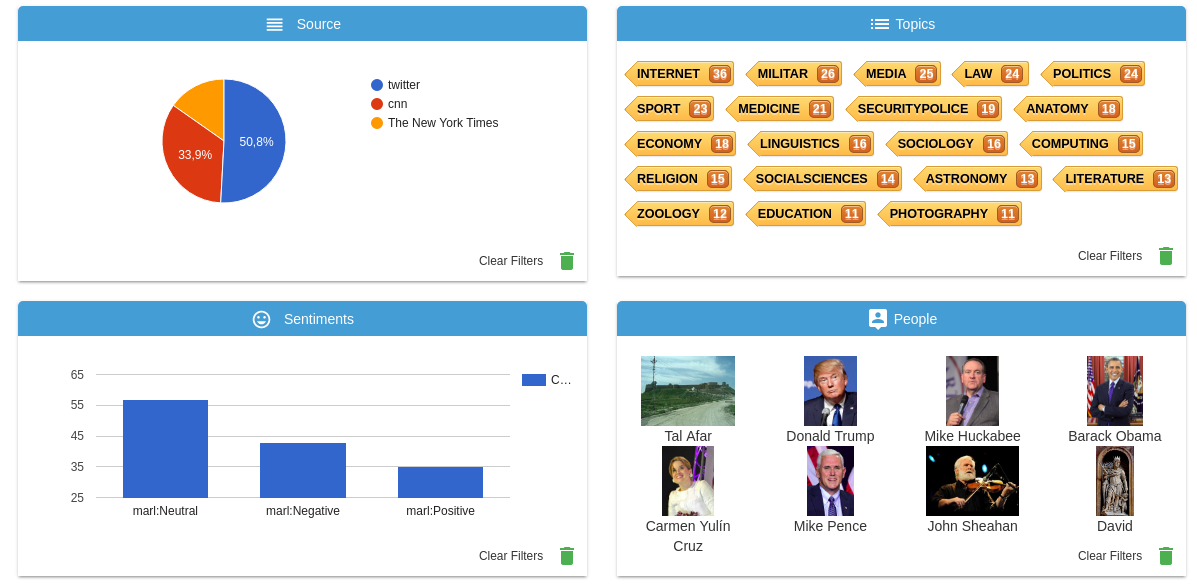 Source
twitter
cnn
The New York Times
50,8%
33,9%
Clear Filters
Topics
INTERNET 36 MILITAR 26 MEDIA 25 LAW 24 POLITICS 24
SPORT 23 MEDICINE 21 SECURITYPOLICE 19 ANATOMY 18
ECONOMY 18 LINGUISTICS 16 SOCIOLOGY 16 COMPUTING 15
RELIGION 15 SOCIALSCIENCES 14 ASTRONOMY 13 LITERATURE 13
ZOOLOGY 12 EDUCATION 11 PHOTOGRAPHY 11
Clear Filters
Sentiments
65
55
45
35
25
marl:Neutral marl:Negative marl:Positive
C...
Clear Filters
People
Tal Afar Donald Trump Mike Huckabee Barack Obama
Carmen Yulín Mike Pence John Sheahan David
Cruz
Clear Filters